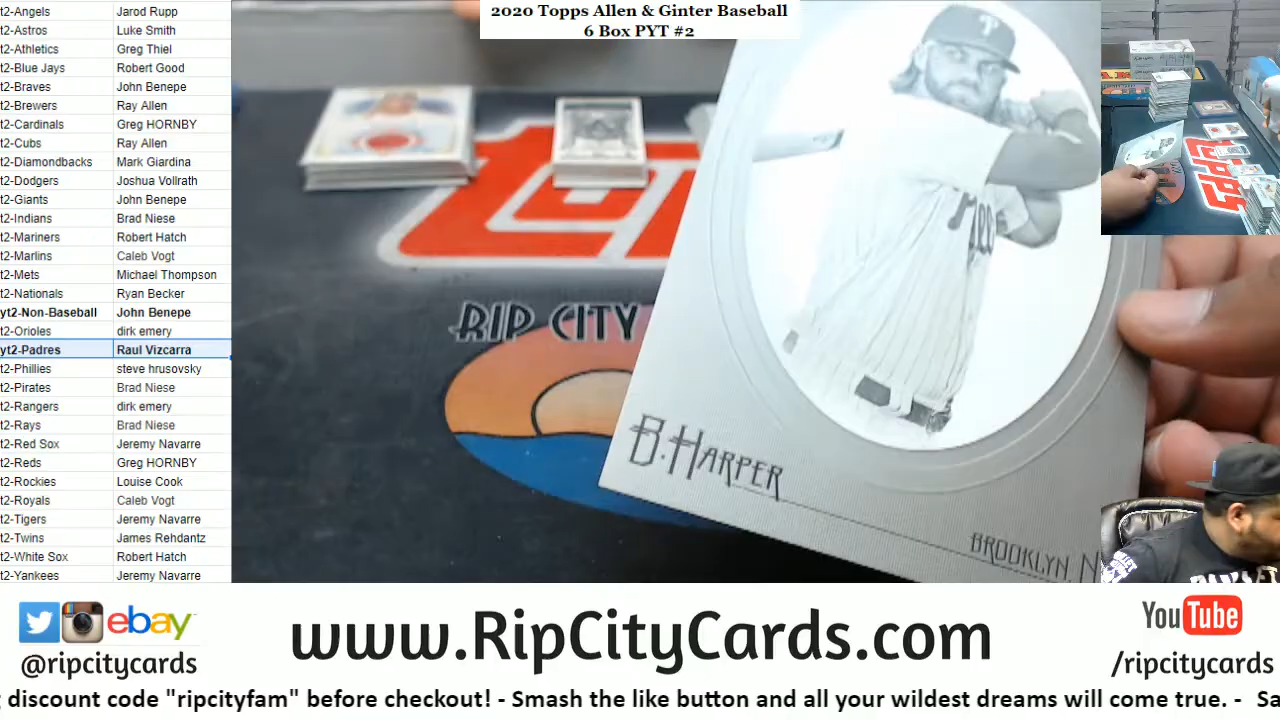 2020 Topps Allen & Ginter Baseball
6 Box PYT #2
t2-Angels Jarod Rupp
t2-Astros Luke Smith
t2-Athletics Greg Thiel
t2-Blue Jays Robert Good
t2-Braves John Benepe
t2-Brewers Ray Allen
t2-Cardinals Greg HORNBY
t2-Cubs Ray Allen
t2-Diamondbacks Mark Giardina
t2-Dodgers Joshua Vollrath
t2-Giants John Benepe
t2-Indians Brad Niese
t2-Mariners Robert Hatch
t2-Marlins Caleb Vogt
t2-Mets Michael Thompson
t2-Nationals Ryan Becker
yt2-Non-Baseball John Benepe
t2-Orioles dirk emery
yt2-Padres Raul Vizcarra
t2-Phillies steve hrusovsky
t2-Pirates Brad Niese
t2-Rangers dirk emery
t2-Rays Brad Niese
t2-Red Sox Jeremy Navarre
t2-Reds Greg HORNBY
t2-Rockies Louise Cook
t2-Royals Caleb Vogt
t2-Tigers Jeremy Navarre
t2-Twins James Rehdantz
t2-White Sox Robert Hatch
t2-Yankees Jeremy Navarre
RIP CITY
B. HARPER
BROOKLYN, N
topps
ebay
@ripcitycards
www.RipCityCards.com
YouTube
/ripcitycards
discount code "ripcityfam" before checkout! - Smash the like button and all your wildest dreams will come true. - Sa